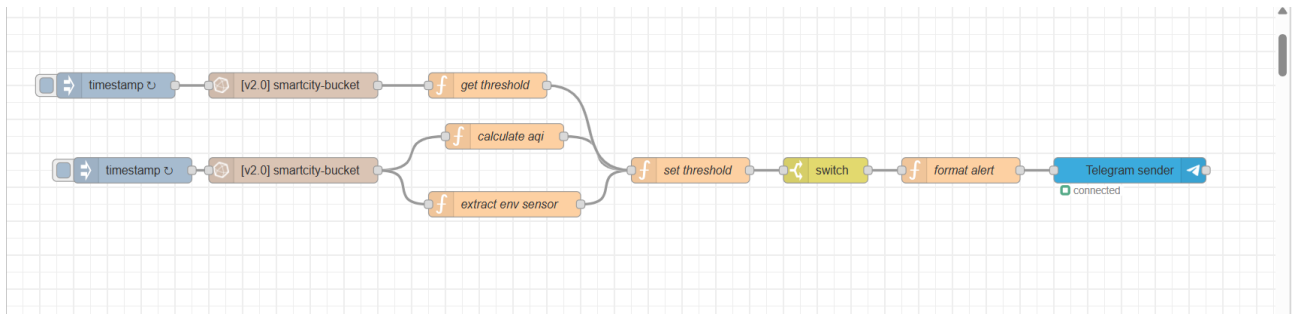 timestamp ↻
[v2.0] smartcity-bucket
get threshold
calculate aqi
timestamp ↻
[v2.0] smartcity-bucket
set threshold
switch
format alert
Telegram sender
connected
extract env sensor